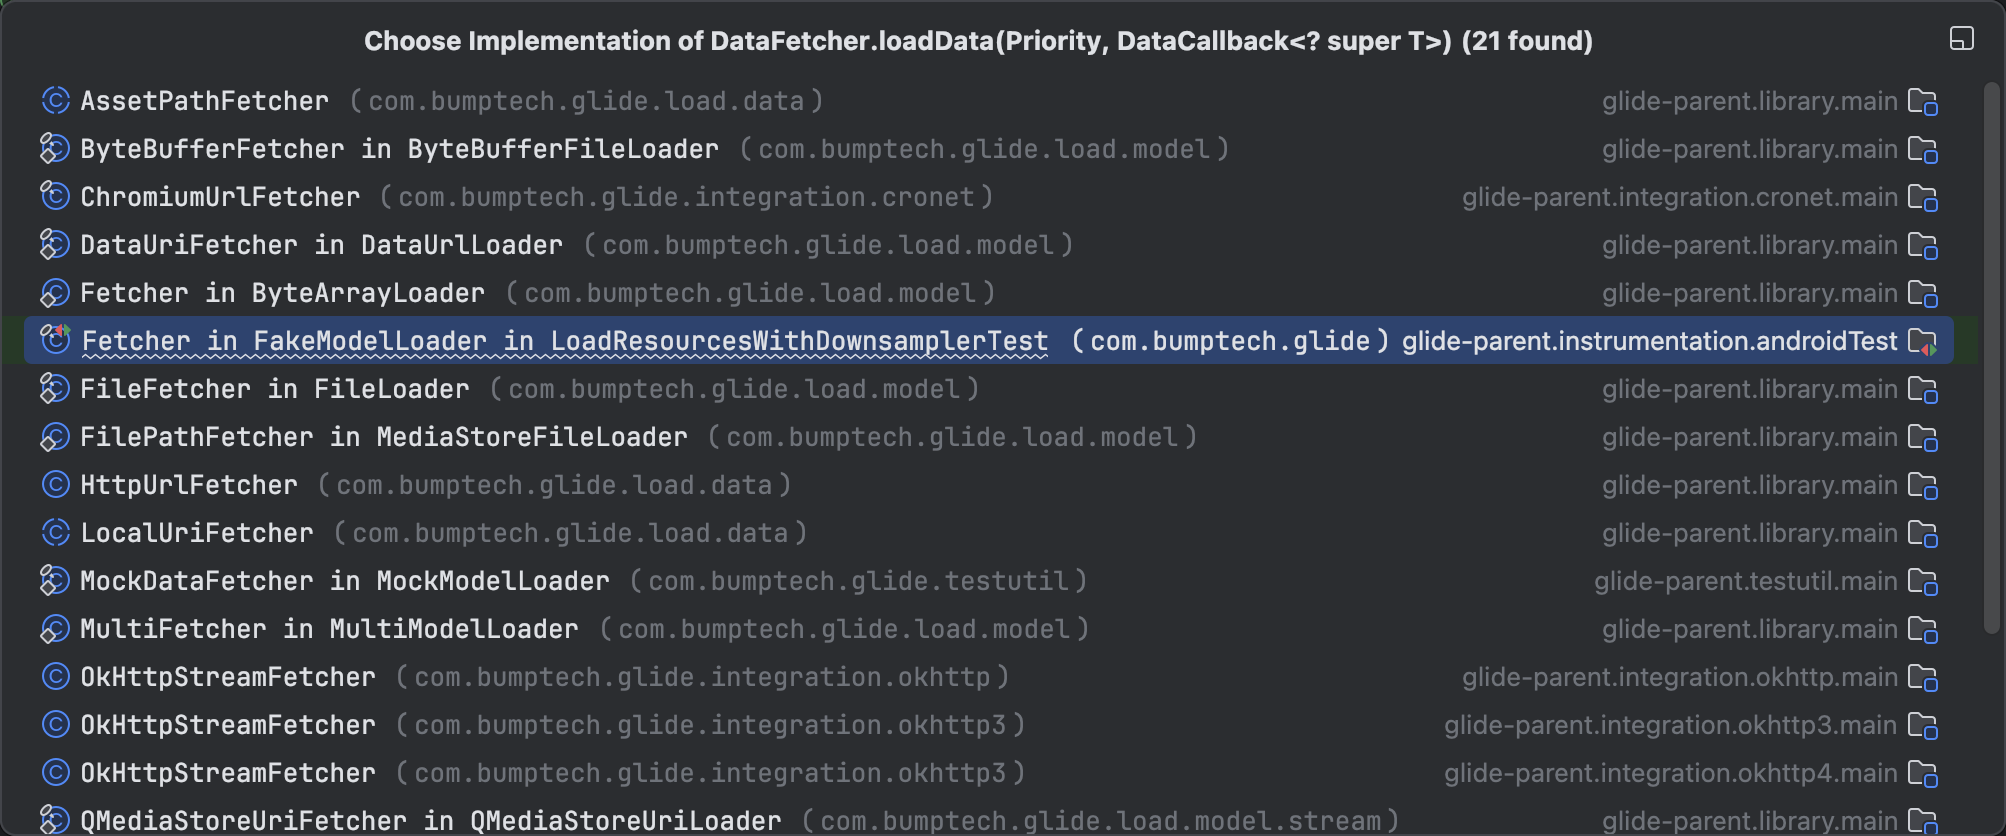 Choose Implementation of DataFetcher.loadData(Priority, DataCallback<? super T>) (21 found)
AssetPathFetcher (com.bumptech.glide.load.data) glide-parent.library.main
ByteBufferFetcher in ByteBufferFileLoader (com.bumptech.glide.load.model) glide-parent.library.main
ChromiumUrlFetcher (com.bumptech.glide.integration.cronet) glide-parent.integration.cronet.main
DataUriFetcher in DataUrlLoader (com.bumptech.glide.load.model) glide-parent.library.main
Fetcher in ByteArrayLoader (com.bumptech.glide.load.model) glide-parent.library.main
Fetcher in FakeModelLoader in LoadResourcesWithDownsamplerTest (com.bumptech.glide) glide-parent.instrumentation.androidTest
FileFetcher in FileLoader (com.bumptech.glide.load.model) glide-parent.library.main
FilePathFetcher in MediaStoreFileLoader (com.bumptech.glide.load.model) glide-parent.library.main
HttpUrlFetcher (com.bumptech.glide.load.data) glide-parent.library.main
LocalUriFetcher (com.bumptech.glide.load.data) glide-parent.library.main
MockDataFetcher in MockModelLoader (com.bumptech.glide.testutil) glide-parent.testutil.main
MultiFetcher in MultiModelLoader (com.bumptech.glide.load.model) glide-parent.library.main
OkHttpStreamFetcher (com.bumptech.glide.integration.okhttp) glide-parent.integration.okhttp.main
OkHttpStreamFetcher (com.bumptech.glide.integration.okhttp3) glide-parent.integration.okhttp3.main
OkHttpStreamFetcher (com.bumptech.glide.integration.okhttp3) glide-parent.integration.okhttp4.main
QMediaStoreUriFetcher in QMediaStoreUriLoader (com.bumptech.glide.load.model.stream) glide-parent.library.main